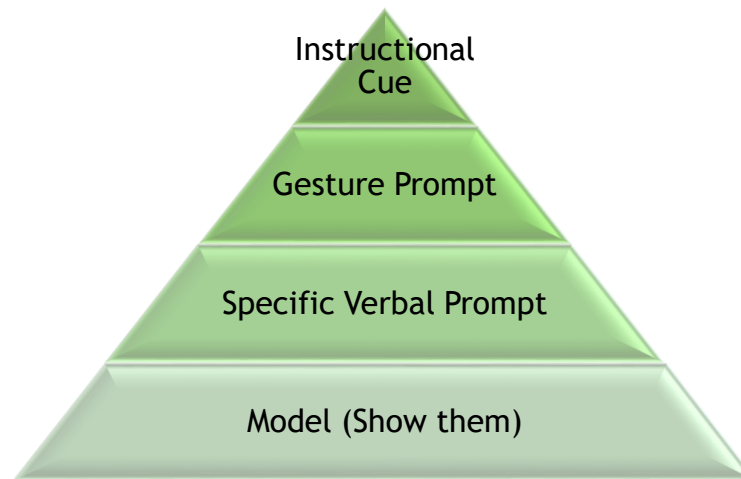 Instructional
Cue
Gesture Prompt
Specific Verbal Prompt
Model (Show them)